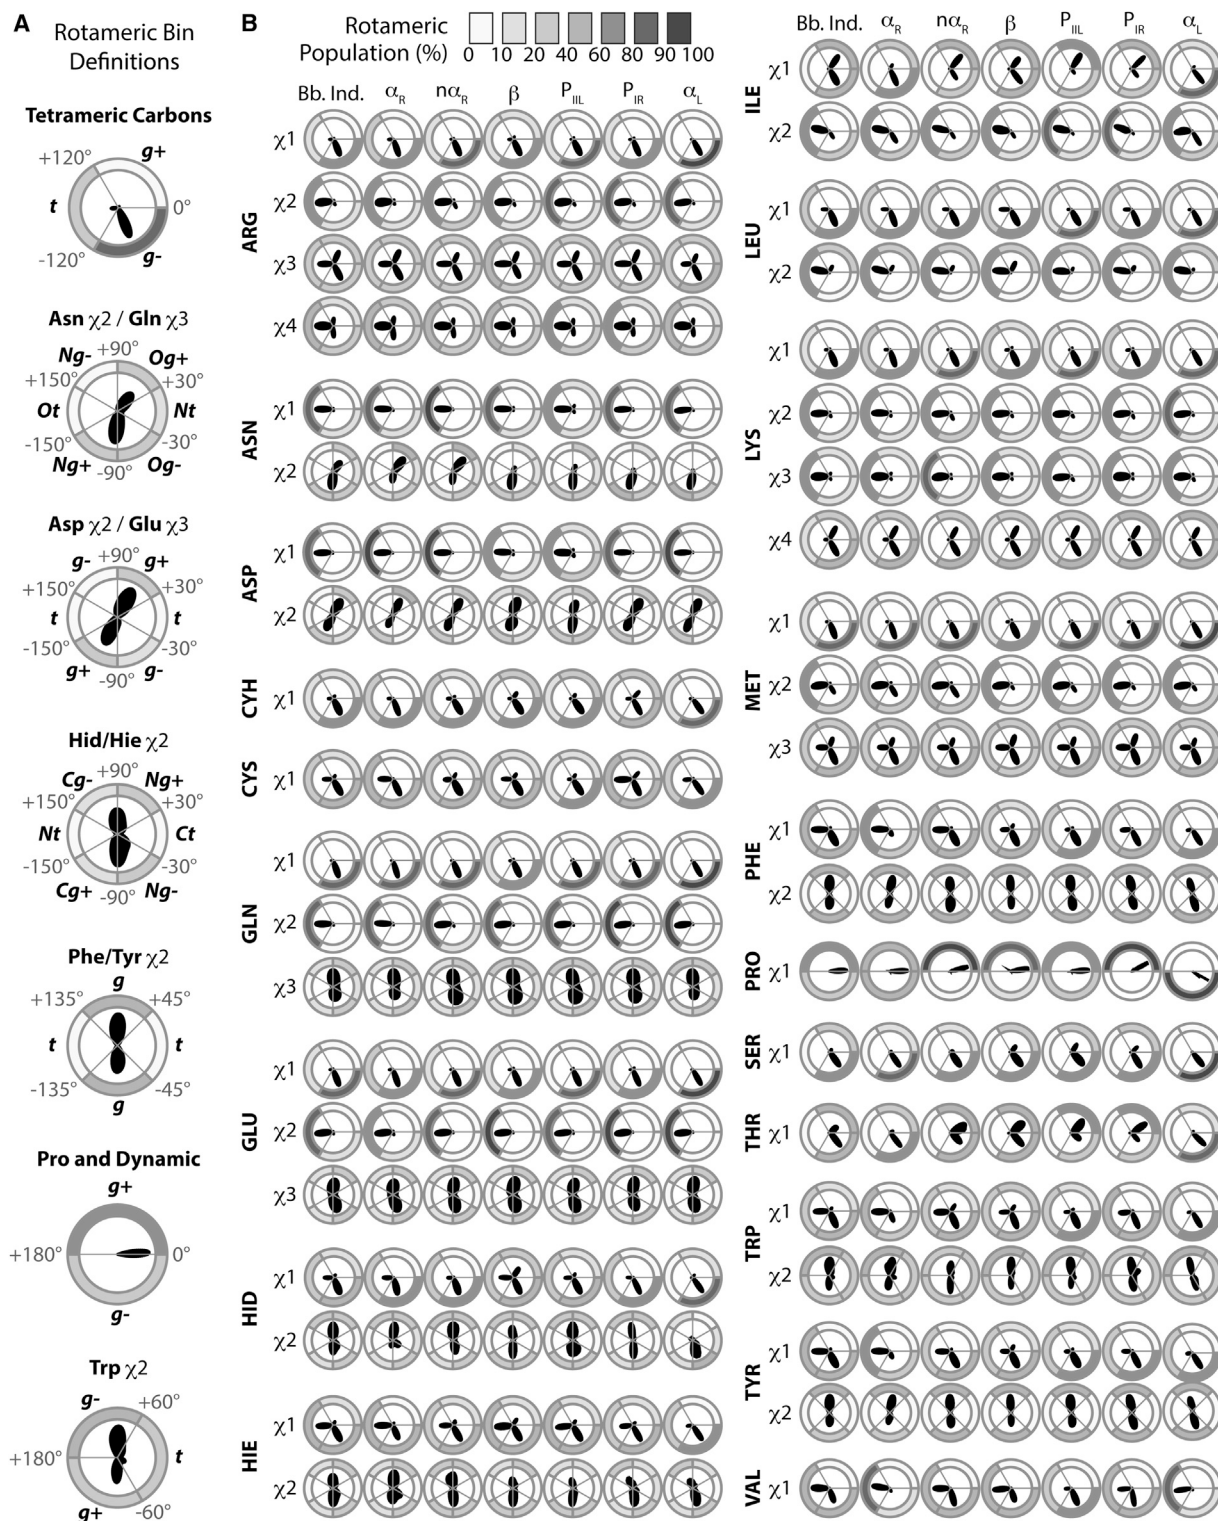 A
Rotameric Bin
Definitions
Tetrameric Carbons
+120°
g+
t
0°
-120°
g-
Asn χ2 / Gln χ3
Ng- +90° Og+
+150° +30°
Ot Nt
-150° -30°
Ng+ -90° Og-
Asp χ2 / Glu χ3
g- +90° g+
+150° +30°
t t
-150° -30°
g+ -90° g-
Hid/Hie χ2
Cg- +90° Ng+
+150° +30°
Nt Ct
-150° -30°
Cg+ -90° Ng-
Phe/Tyr χ2
g
+135° +45°
t t
-135° -45°
g
Pro and Dynamic
g+
+180° 0°
g-
Trp χ2
g- +60°
+180° t
g+ -60°
B
Rotameric
Population (%)
0 10 20 40 60 80 90 100
Bb. Ind. αR nαR β PIIL PIR αL
ARG
χ1
χ2
χ3
χ4
ASN
χ1
χ2
ASP
χ1
χ2
CYH
χ1
CYS
χ1
GLN
χ1
χ2
χ3
GLU
χ1
χ2
χ3
HID
χ1
χ2
HIE
χ1
χ2
Bb. Ind. αR nαR β PIIL PIR αL
χ1
χ2
ILE
χ1
χ2
LEU
χ1
χ2
χ3
χ4
LYS
χ1
χ2
χ3
MET
χ1
χ2
PHE
χ1
PRO
χ1
SER
χ1
THR
χ1
χ2
TRP
χ1
χ2
TYR
χ1
VAL